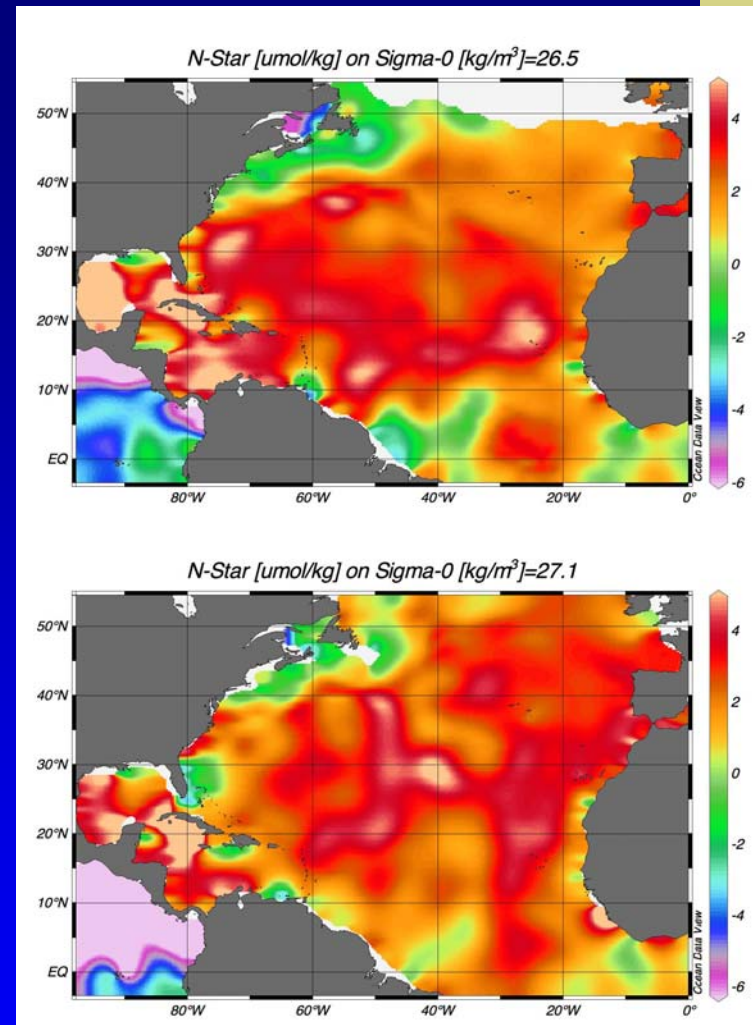 N-Star [umol/kg] on Sigma-0 [kg/m³]=26.5
50°N
40°N
30°N
20°N
10°N
EQ
80°W 60°W 40°W 20°W 0°
4
2
0
-2
-4
-6
Ocean Data View
N-Star [umol/kg] on Sigma-0 [kg/m³]=27.1
50°N
40°N
30°N
20°N
10°N
EQ
80°W 60°W 40°W 20°W 0°
4
2
0
-2
-4
-6
Ocean Data View